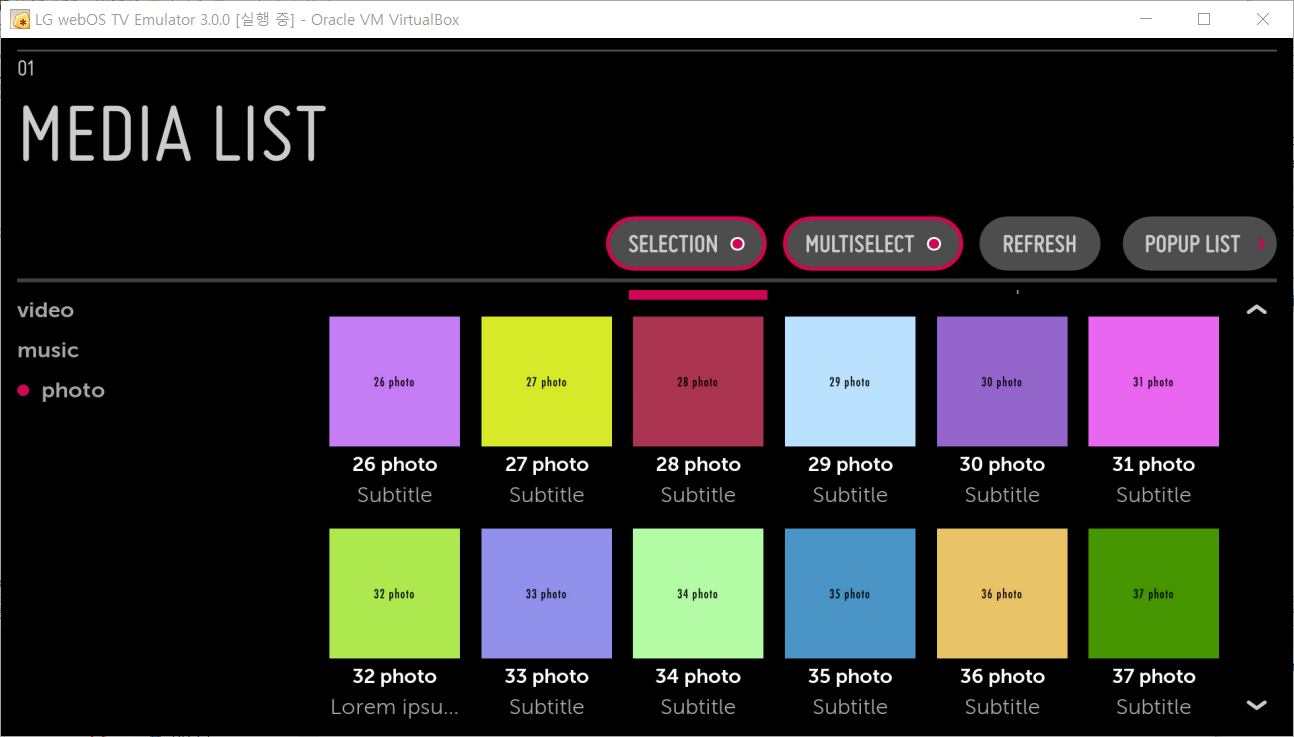 LG webOS TV Emulator 3.0.0 [실행 중] - Oracle VM VirtualBox
01
MEDIA LIST
SELECTION MULTISELECT REFRESH POPUP LIST
video
music
photo
26 photo 27 photo 28 photo 29 photo 30 photo 31 photo
26 photo 27 photo 28 photo 29 photo 30 photo 31 photo
Subtitle Subtitle Subtitle Subtitle Subtitle Subtitle
32 photo 33 photo 34 photo 35 photo 36 photo 37 photo
32 photo 33 photo 34 photo 35 photo 36 photo 37 photo
Lorem ipsu... Subtitle Subtitle Subtitle Subtitle Subtitle